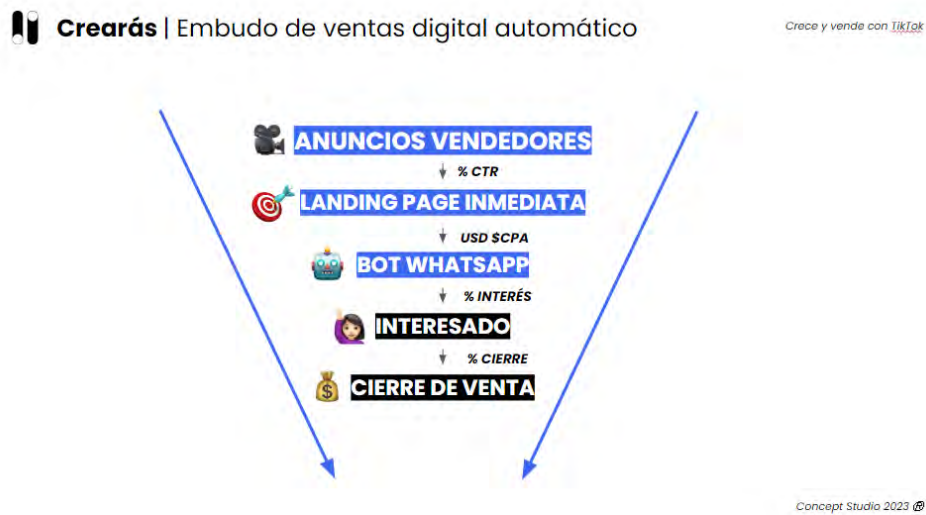 Crearás | Embudo de ventas digital automático
Crece y vende con TikTok
ANUNCIOS VENDEDORES
% CTR
LANDING PAGE INMEDIATA
USD $CPA
BOT WHATSAPP
% INTERÉS
INTERESADO
% CIERRE
CIERRE DE VENTA
Concept Studio 2023 ®